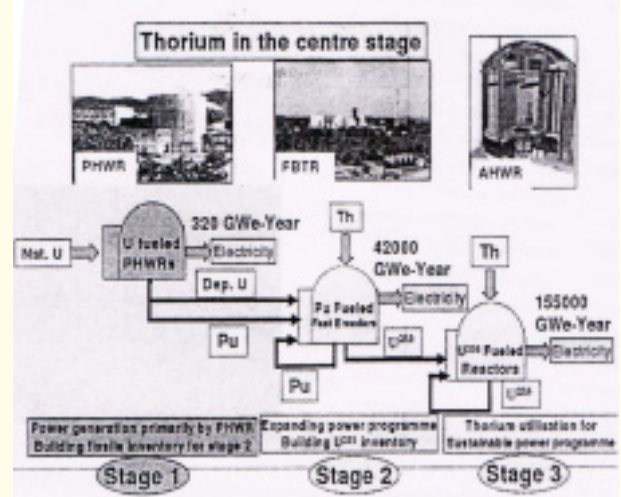 Thorium in the centre stage
PHWR
FBTR
AHWR
320 GWe-Year
Nat. U
U fueled
PHWRs
Electricity
Dep. U
Pu
Th
42000
GWe-Year
Pu Fueled
Fast Breeders
Electricity
Pu
U233
Th
155000
GWe-Year
U233 Fueled
Reactors
Electricity
U233
Power generation primarily by PHWR
Building fissile inventory for stage 2
Expanding power programme
Building U233 inventory
Thorium utilisation for
Sustainable power programme
Stage 1
Stage 2
Stage 3